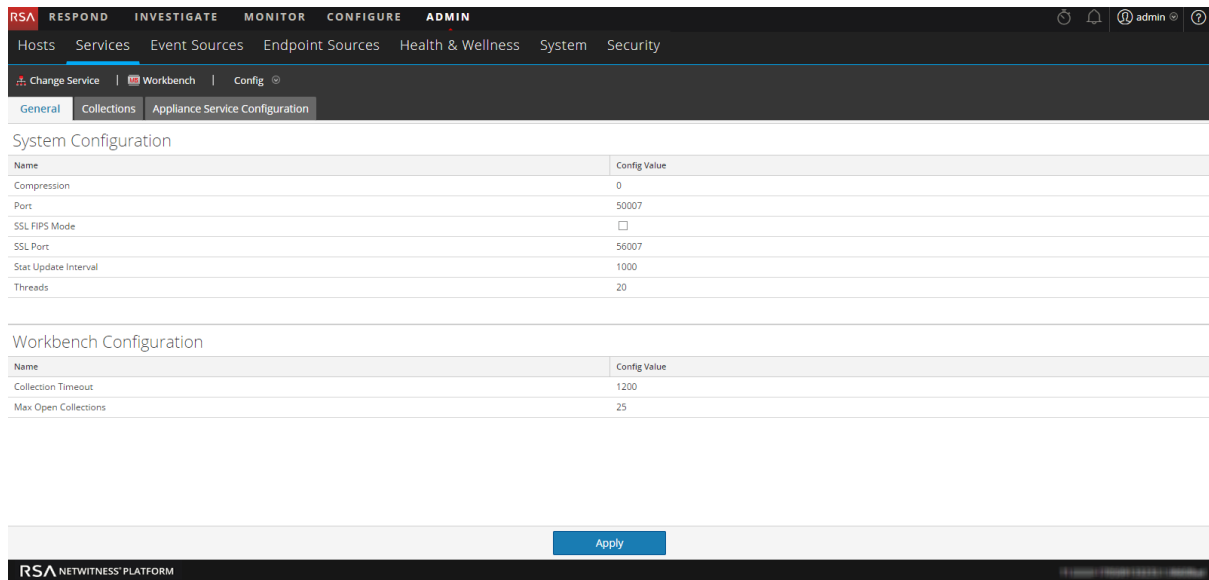 RSA RESPOND INVESTIGATE MONITOR CONFIGURE ADMIN admin ?
Hosts Services Event Sources Endpoint Sources Health & Wellness System Security
Change Service | Workbench | Config
General Collections Appliance Service Configuration
System Configuration
Name Config Value
Compression 0
Port 50007
SSL FIPS Mode
SSL Port 56007
Stat Update Interval 1000
Threads 20
Workbench Configuration
Name Config Value
Collection Timeout 1200
Max Open Collections 25
Apply
RSA NETWITNESS® PLATFORM